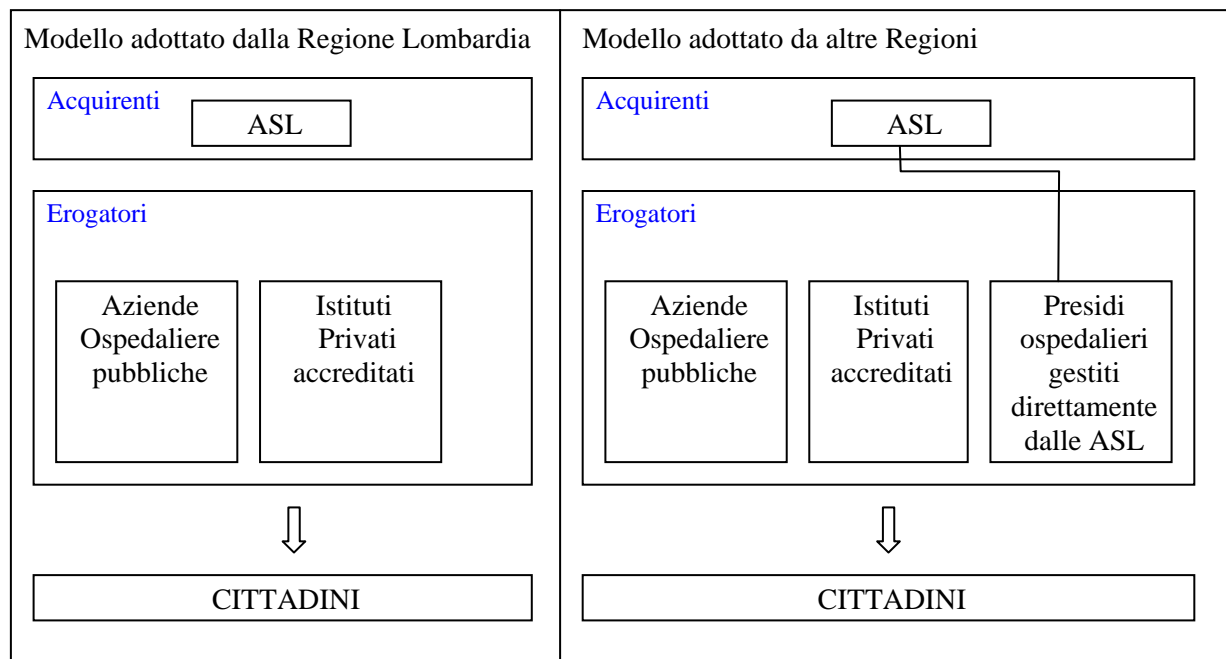 Modello adottato dalla Regione Lombardia
Acquirenti
ASL
Erogatori
Aziende
Ospedaliere
pubbliche
Istituti
Privati
accreditati
CITTADINI
Modello adottato da altre Regioni
Acquirenti
ASL
Erogatori
Aziende
Ospedaliere
pubbliche
Istituti
Privati
accreditati
Presidi
ospedalieri
gestiti
direttamente
dalle ASL
CITTADINI